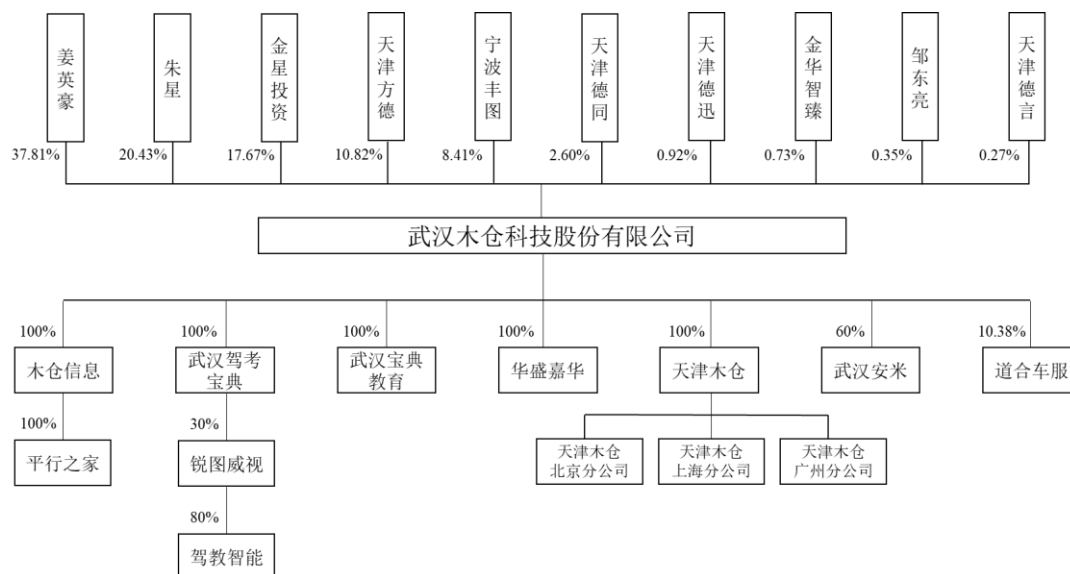 姜英豪
朱星
金星投资
天津方德
宁波丰图
天津德同
天津德迅
金华智臻
邹东亮
天津德言
37.81%
20.43%
17.67%
10.82%
8.41%
2.60%
0.92%
0.73%
0.35%
0.27%
武汉木仓科技股份有限公司
100%
100%
100%
100%
100%
60%
10.38%
木仓信息
武汉驾考
宝典
武汉宝典
教育
华盛嘉华
天津木仓
武汉安米
道合车服
100%
30%
平行之家
锐图威视
天津木仓
北京分公司
天津木仓
上海分公司
天津木仓
广州分公司
80%
驾教智能